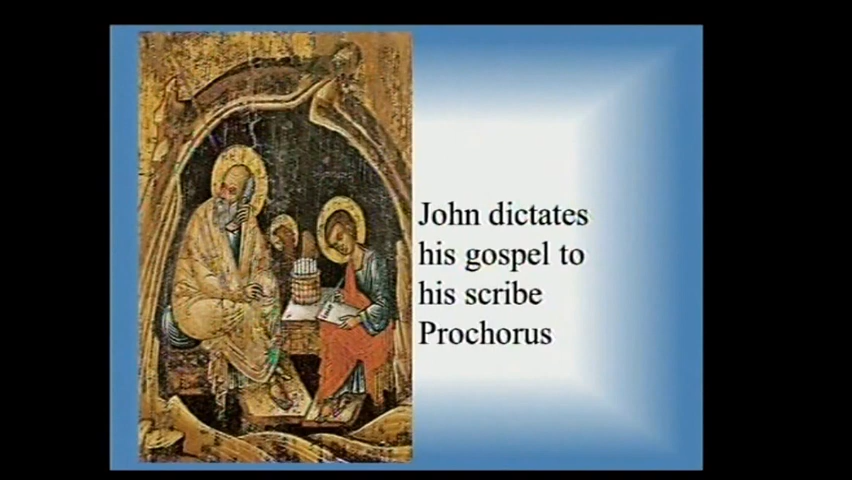 John dictates
his gospel to
his scribe
Prochorus